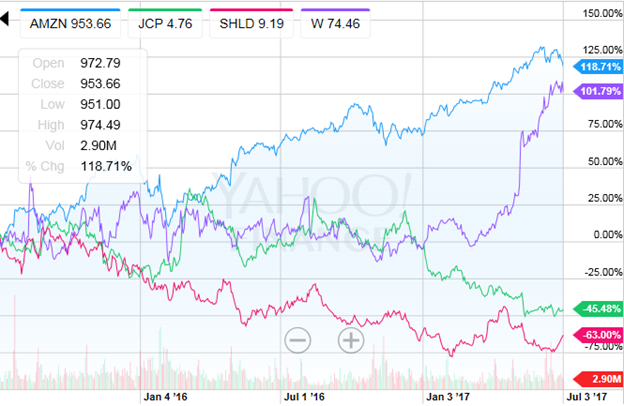 AMZN 953.66 JCP 4.76 SHLD 9.19 W 74.46
150.00%
Open 972.79
Close 953.66
Low 951.00
High 974.49
Vol 2.90M
% Chg 118.71%
125.00%
118.71%
101.79%
75.00%
50.00%
YAHOO!
FINANCE
25.00%
0.00%
-25.00%
-45.48%
-63.00%
-75.00%
2.90M
Jan 4 '16 Jul 1 '16 Jan 3 '17 Jul 3 '17